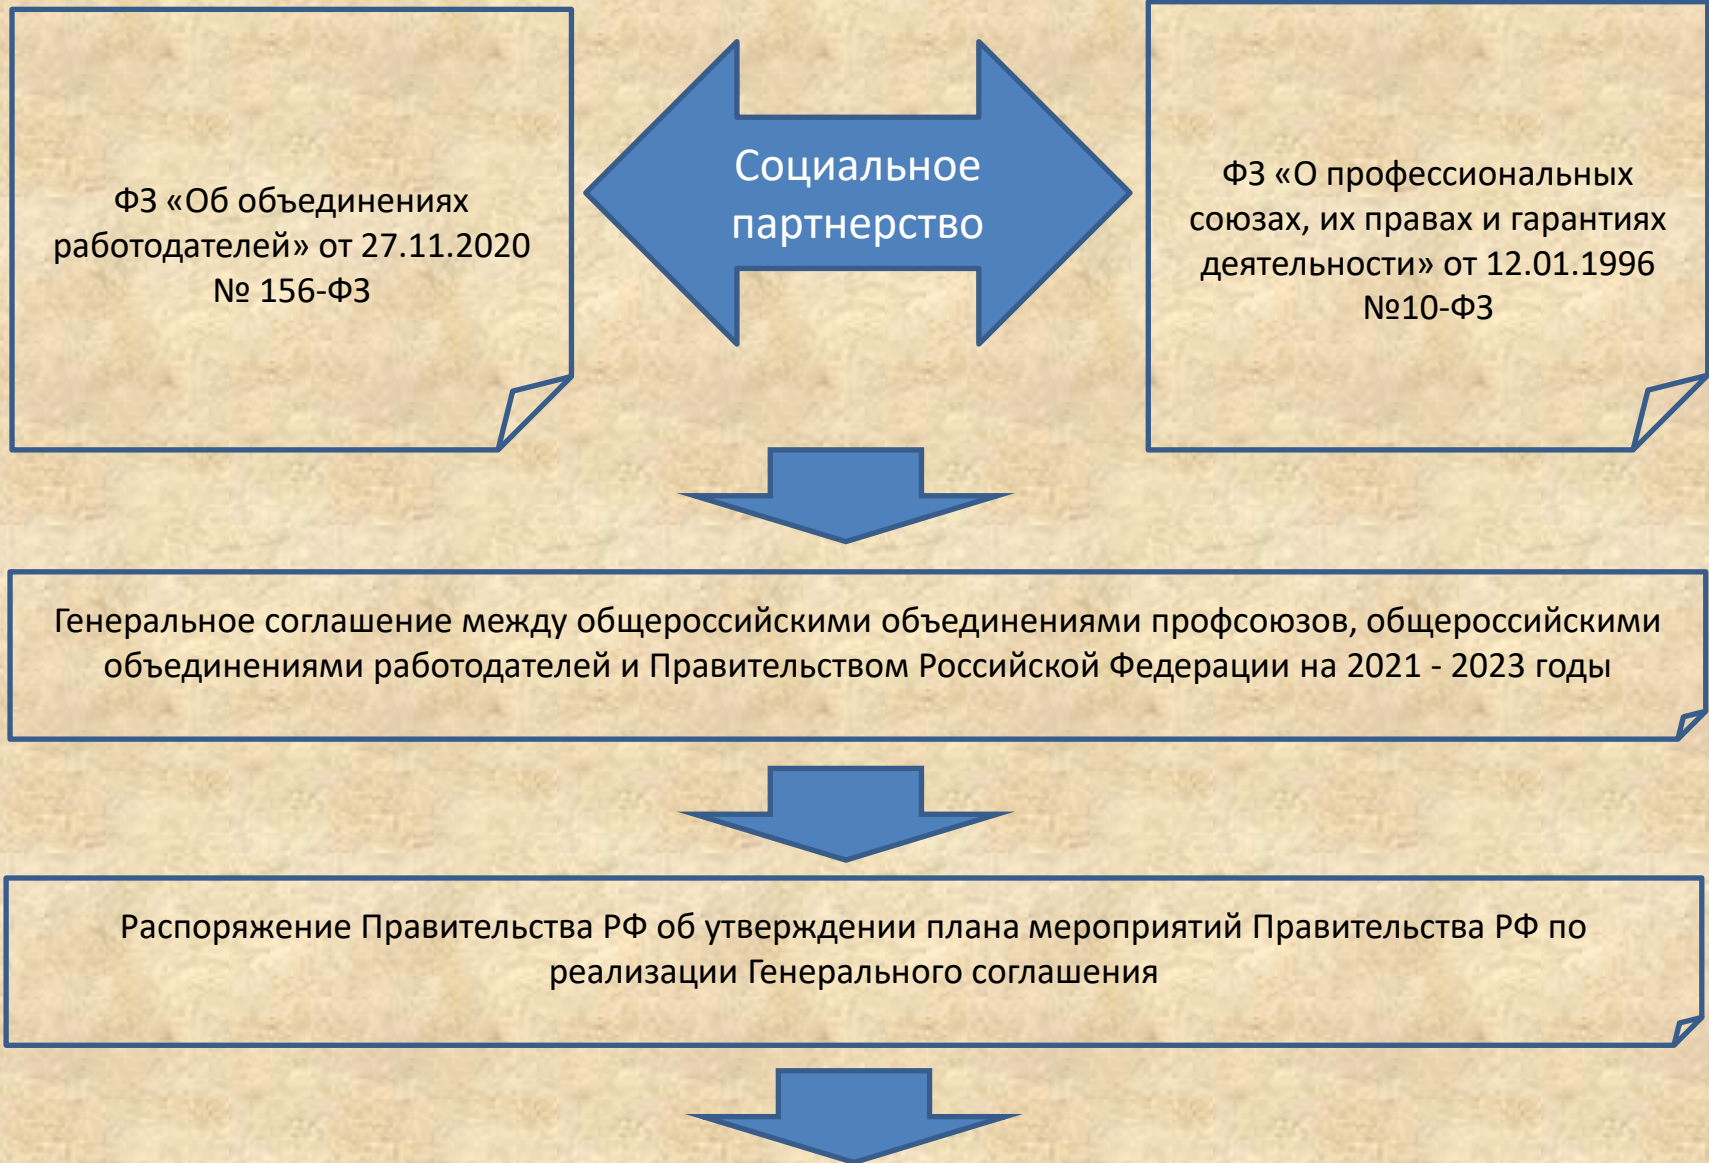 ФЗ «Об объединениях
работодателей» от 27.11.2020
№ 156-ФЗ
Социальное
партнерство
ФЗ «О профессиональных
союзах, их правах и гарантиях
деятельности» от 12.01.1996
№10-ФЗ
Генеральное соглашение между общероссийскими объединениями профсоюзов, общероссийскими
объединениями работодателей и Правительством Российской Федерации на 2021 - 2023 годы
Распоряжение Правительства РФ об утверждении плана мероприятий Правительства РФ по
реализации Генерального соглашения